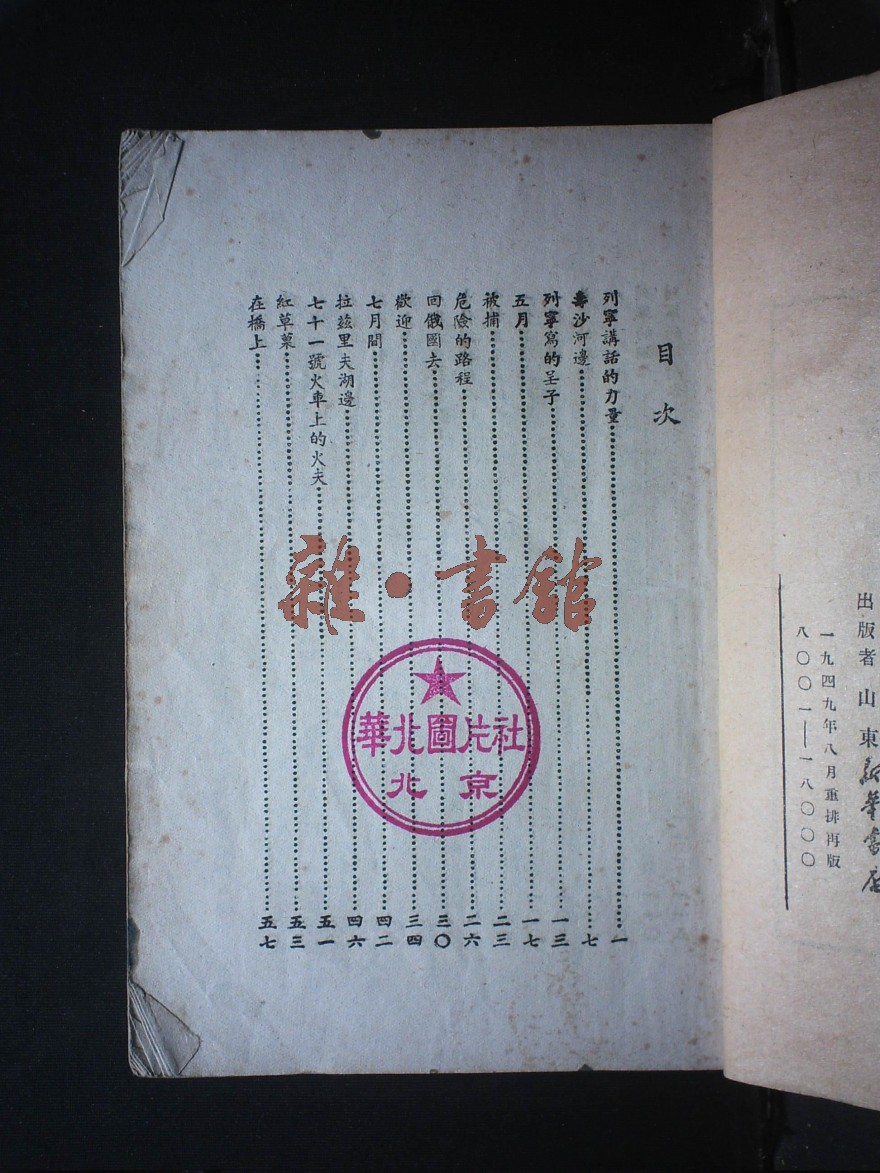 出版者 山東新華書店
一九四九年八月重排再版
八〇〇一—一八〇〇〇
目次
列寧講話的力量……一
壽沙河邊……七
列寧寫的呈子……一三
五月……一七
被捕……二三
危險的路程……二六
回俄國去……三〇
歡迎……三四
七月間……四二
拉茲里夫湖邊……四六
七十一號火車上的火夫……五一
紅草菓……五三
在橋上……五七
雜·書館
華北圖片社
北京